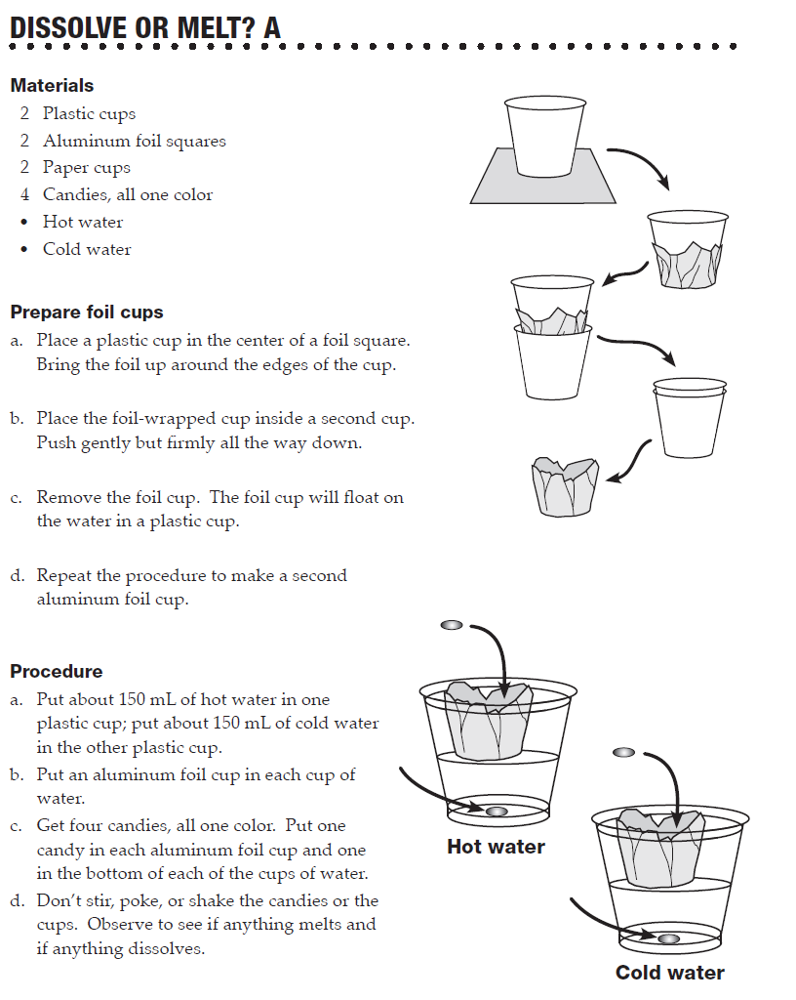 DISSOLVE OR MELT? A
Materials
2 Plastic cups
2 Aluminum foil squares
2 Paper cups
4 Candies, all one color
• Hot water
• Cold water
Prepare foil cups
a. Place a plastic cup in the center of a foil square.
Bring the foil up around the edges of the cup.
b. Place the foil-wrapped cup inside a second cup.
Push gently but firmly all the way down.
c. Remove the foil cup. The foil cup will float on
the water in a plastic cup.
d. Repeat the procedure to make a second
aluminum foil cup.
Procedure
a. Put about 150 mL of hot water in one
plastic cup; put about 150 mL of cold water
in the other plastic cup.
b. Put an aluminum foil cup in each cup of
water.
c. Get four candies, all one color. Put one
candy in each aluminum foil cup and one
in the bottom of each of the cups of water.
d. Don’t stir, poke, or shake the candies or the
cups. Observe to see if anything melts and
if anything dissolves.
Hot water
Cold water